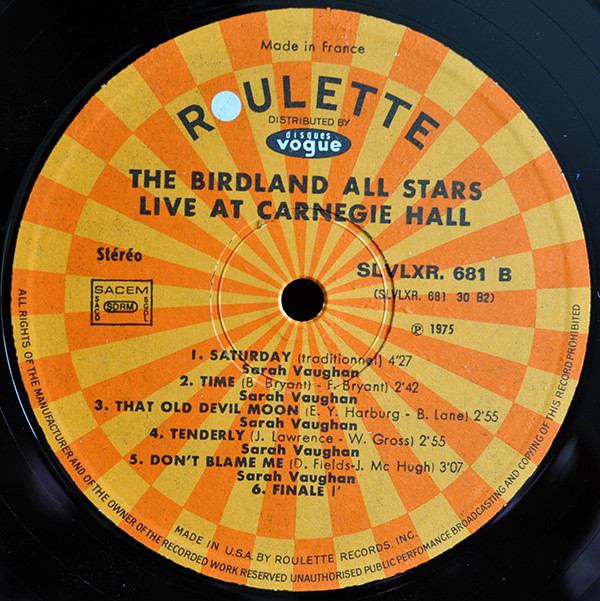 Made in France
ROULETTE
DISTRIBUTED BY
disques
vogue
THE BIRDLAND ALL STARS
LIVE AT CARNEGIE HALL
Stéréo
SLVLXR. 681 B
(SLVLXR. 681 30 B2)
SACEM
SACD
SDRM
SGDL
℗ 1975
1. SATURDAY (traditionnel) 4'27
Sarah Vaughan
2. TIME (B. Bryant) - F. Bryant) 2'42
Sarah Vaughan
3. THAT OLD DEVIL MOON (E. Y. Harburg - B. Lane) 2'55
Sarah Vaughan
4. TENDERLY (J. Lawrence - W. Gross) 2'55
Sarah Vaughan
5. DON'T BLAME ME (D. Fields-J. Mc Hugh) 3'07
Sarah Vaughan
6. FINALE 1'
MADE IN U.S.A. BY ROULETTE RECORDS, INC.
ALL RIGHTS OF THE MANUFACTURER AND OF THE OWNER OF THE RECORDED WORK RESERVED UNAUTHORISED PUBLIC PERFOMANCE BROADCASTING AND COPYING OF THIS RECORD PROHIBITED